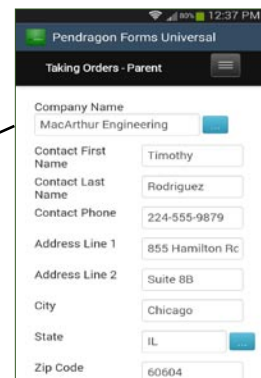 80% 12:37 PM
Pendragon Forms Universal
Taking Orders - Parent
Company Name
MacArthur Engineering ...
Contact First Name
Timothy
Contact Last Name
Rodriguez
Contact Phone
224-555-9879
Address Line 1
855 Hamilton Rc
Address Line 2
Suite 8B
City
Chicago
State
IL ...
Zip Code
60604